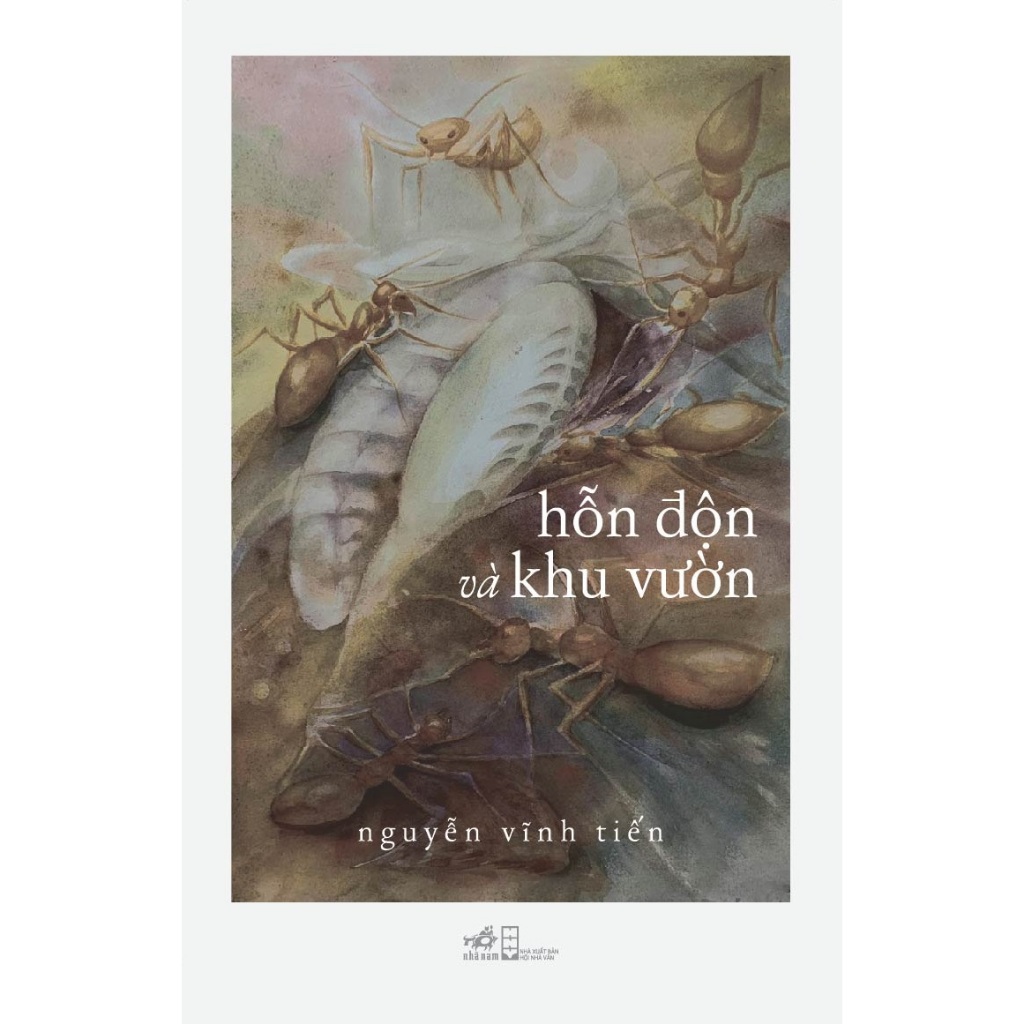 hỗn độn
và khu vườn
nguyễn vĩnh tiến
nhã nam
NHÀ XUẤT BẢN
HỘI NHÀ VĂN